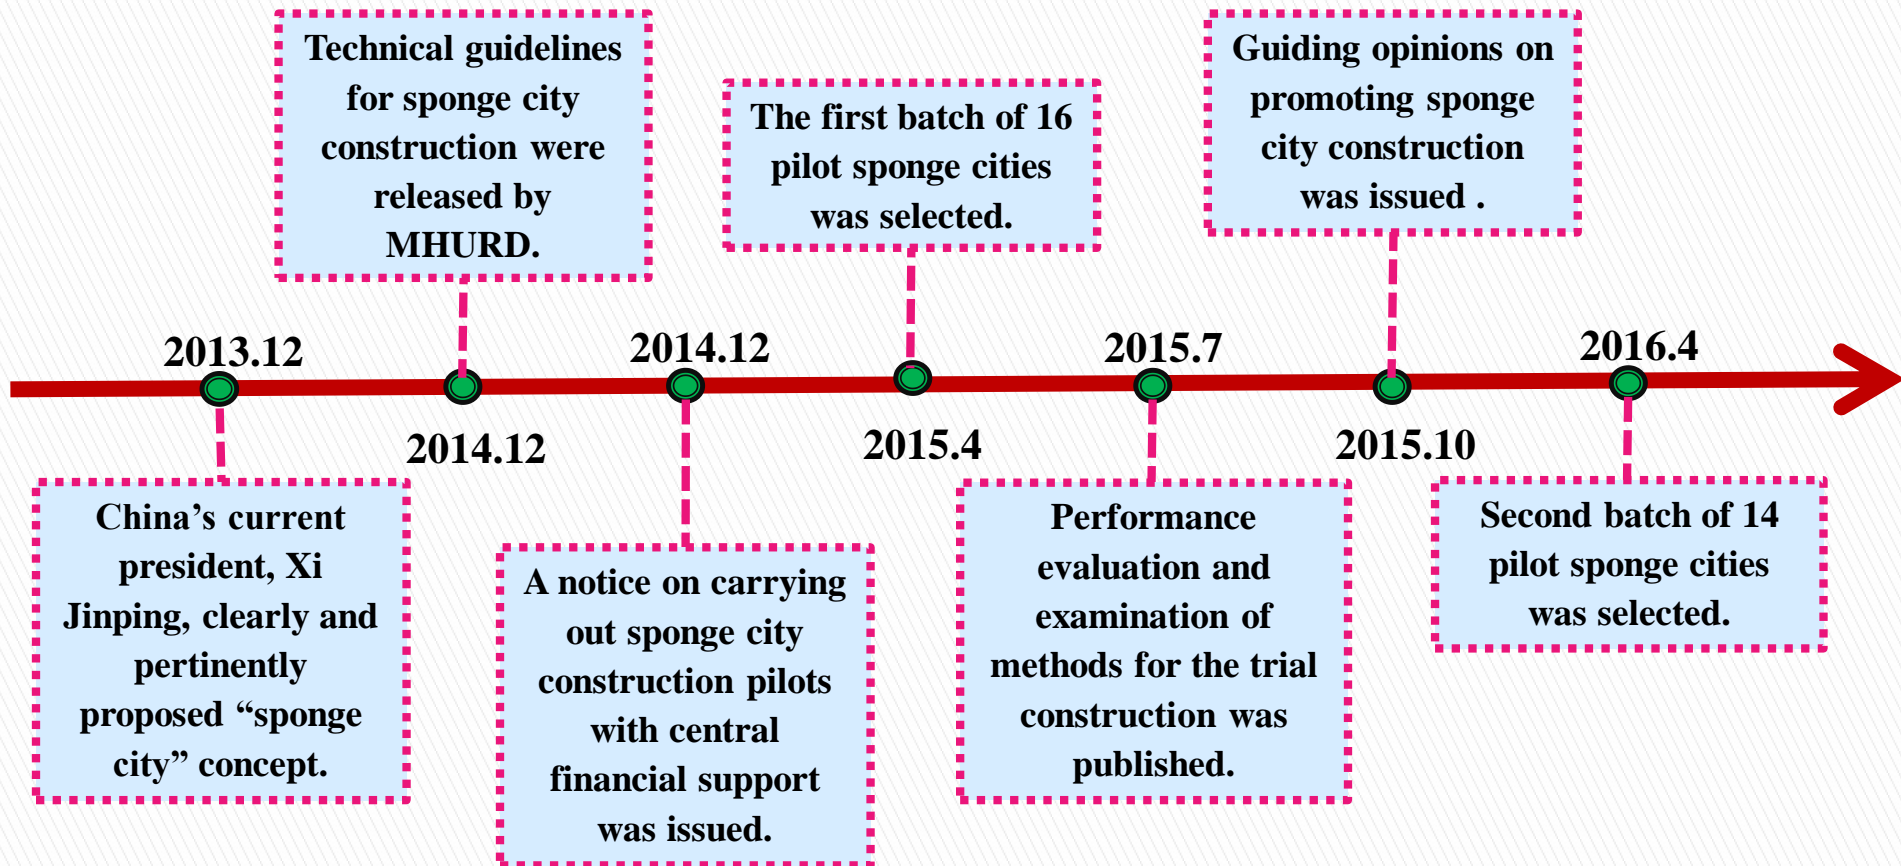 Technical guidelines
for sponge city
construction were
released by
MHURD.
The first batch of 16
pilot sponge cities
was selected.
Guiding opinions on
promoting sponge
city construction
was issued .
2013.12
2014.12
2015.7
2016.4
2014.12
2015.4
2015.10
China’s current
president, Xi
Jinping, clearly and
pertinently
proposed “sponge
city” concept.
A notice on carrying
out sponge city
construction pilots
with central
financial support
was issued.
Performance
evaluation and
examination of
methods for the trial
construction was
published.
Second batch of 14
pilot sponge cities
was selected.